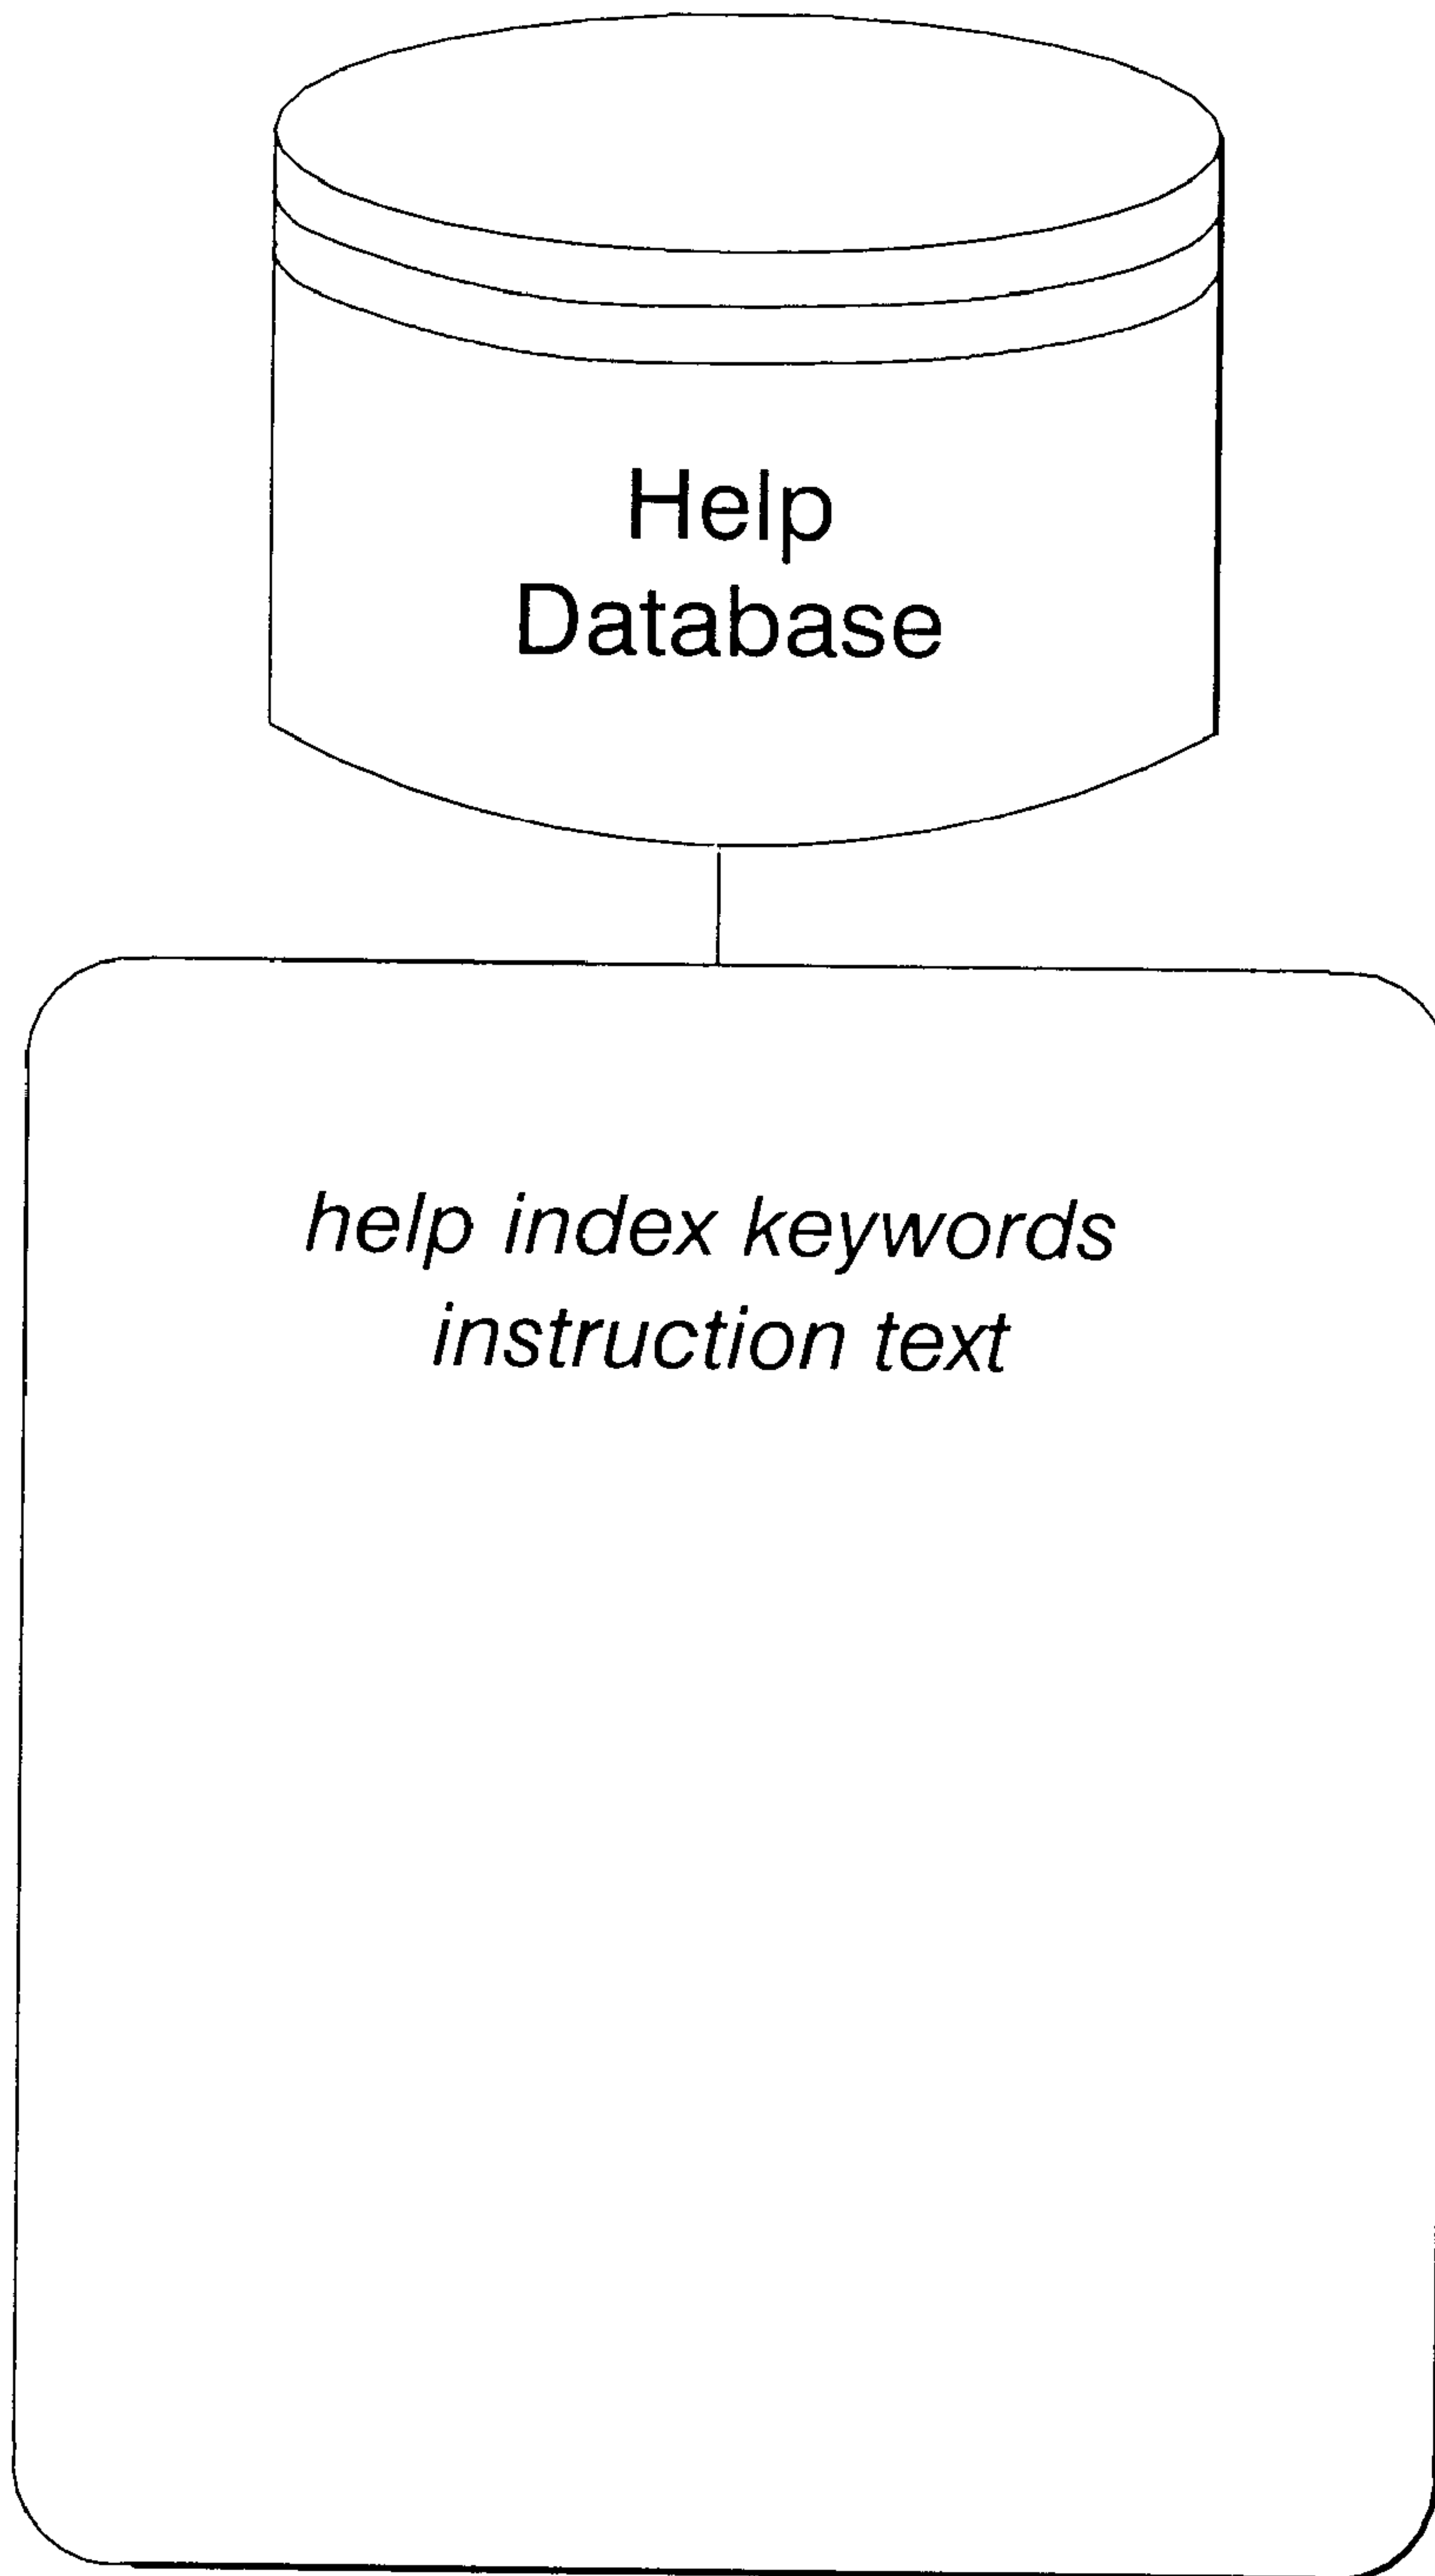 Help
Database
help index keywords
instruction text